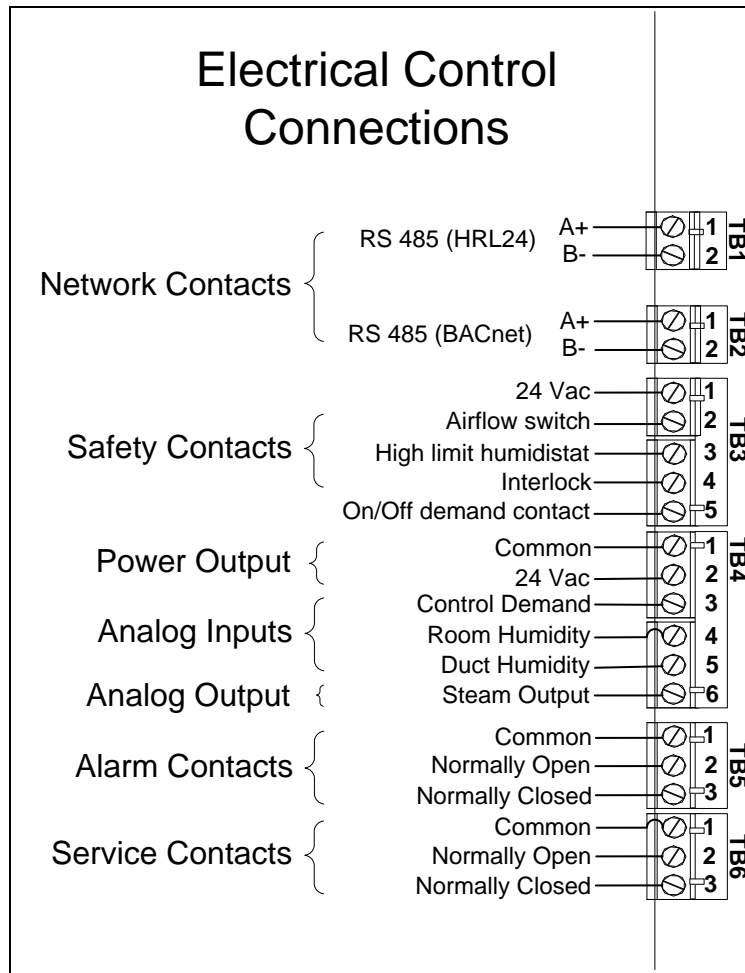 Electrical Control
Connections
Network Contacts
RS 485 (HRL24)
A+
1
B-
2
TB1
RS 485 (BACnet)
A+
1
B-
2
TB2
Safety Contacts
24 Vac
1
Airflow switch
2
High limit humidistat
3
Interlock
4
On/Off demand contact
5
TB3
Power Output
Common
1
24 Vac
2
Analog Inputs
Control Demand
3
Room Humidity
4
Duct Humidity
5
Analog Output
Steam Output
6
TB4
Alarm Contacts
Common
1
Normally Open
2
Normally Closed
3
TB5
Service Contacts
Common
1
Normally Open
2
Normally Closed
3
TB6